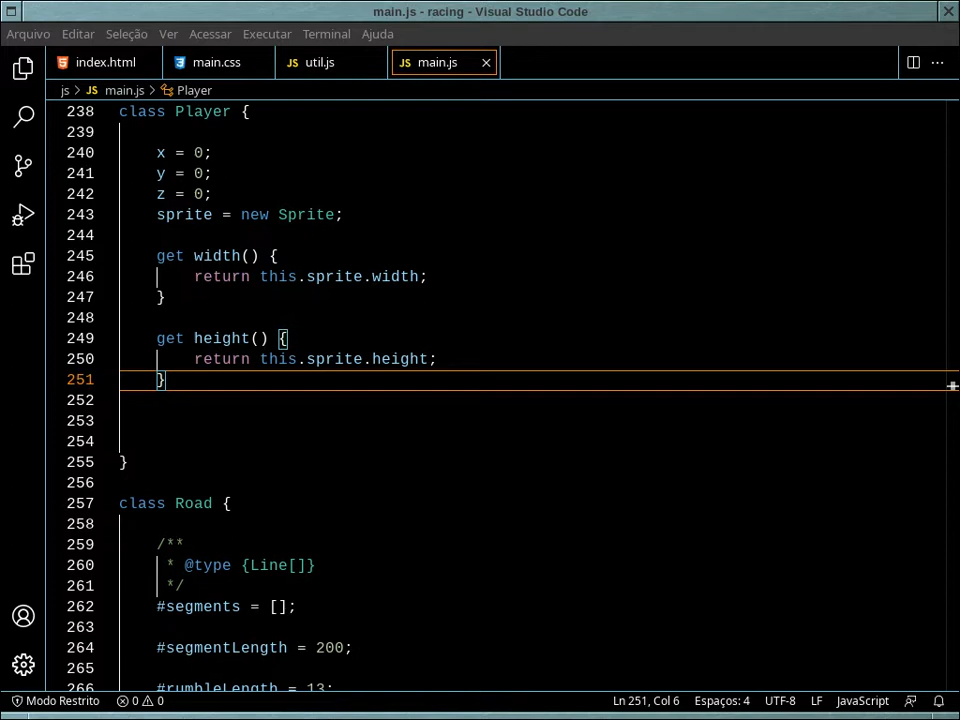 main.js - racing - Visual Studio Code
Arquivo Editar Seleção Ver Acessar Executar Terminal Ajuda
index.html main.css JS util.js JS main.js
js > JS main.js > Player
238 class Player {
239
240 x = 0;
241 y = 0;
242 z = 0;
243 sprite = new Sprite;
244
245 get width() {
246 return this.sprite.width;
247 }
248
249 get height() {
250 return this.sprite.height;
251 }
252
253
254
255 }
256
257 class Road {
258
259 /**
260 * @type {Line[]}
261 */
262 #segments = [];
263
264 #segmentLength = 200;
265
266 #rumbleLength = 13;
Modo Restrito 0 0 Ln 251, Col 6 Espaços: 4 UTF-8 LF JavaScript